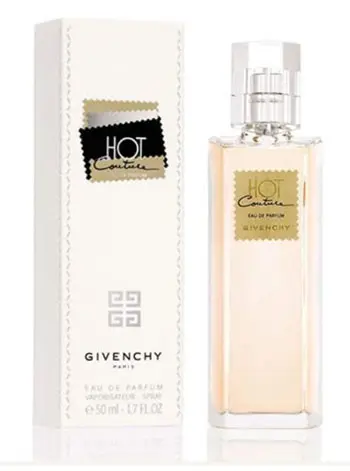 HOT
Couture
GIVENCHY
PARIS
EAU DE PARFUM
VAPORISATEUR SPRAY
℮ 50 ml - 1.7 FL.OZ
HOT
Couture
EAU DE PARFUM
GIVENCHY